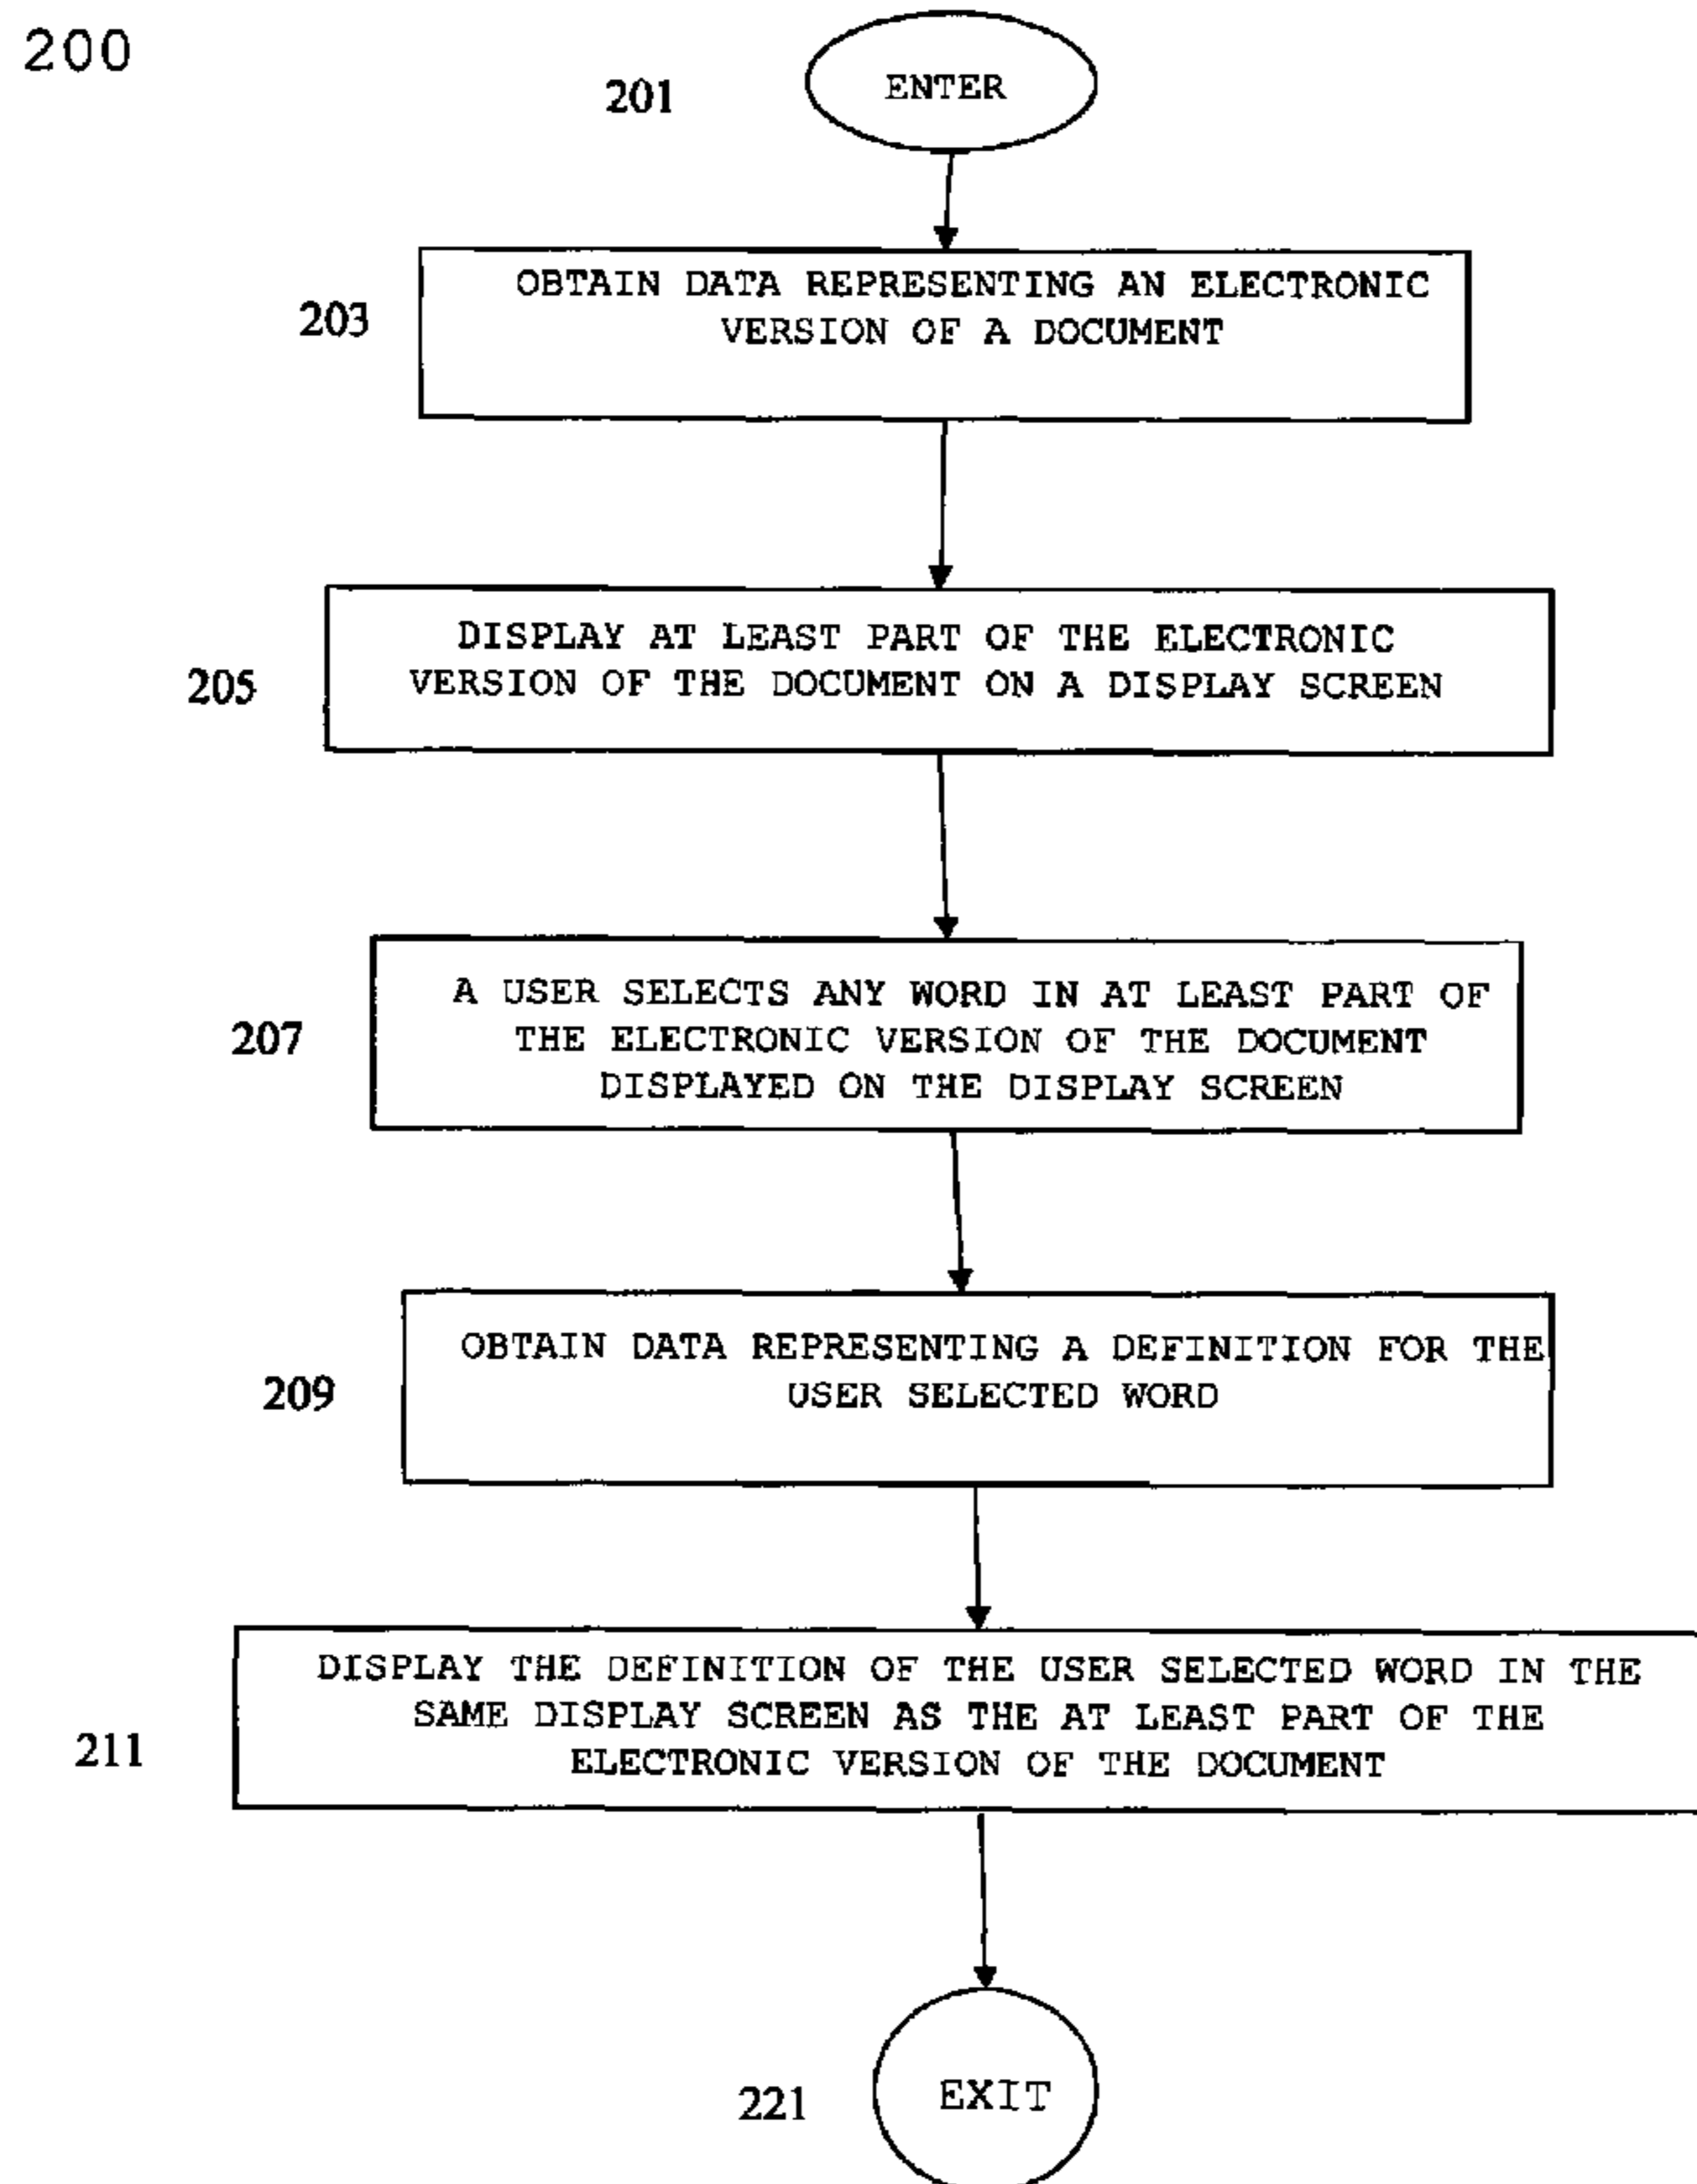 200
201
ENTER
203
OBTAIN DATA REPRESENTING AN ELECTRONIC
VERSION OF A DOCUMENT
205
DISPLAY AT LEAST PART OF THE ELECTRONIC
VERSION OF THE DOCUMENT ON A DISPLAY SCREEN
207
A USER SELECTS ANY WORD IN AT LEAST PART OF
THE ELECTRONIC VERSION OF THE DOCUMENT
DISPLAYED ON THE DISPLAY SCREEN
209
OBTAIN DATA REPRESENTING A DEFINITION FOR THE
USER SELECTED WORD
211
DISPLAY THE DEFINITION OF THE USER SELECTED WORD IN THE
SAME DISPLAY SCREEN AS THE AT LEAST PART OF THE
ELECTRONIC VERSION OF THE DOCUMENT
221
EXIT